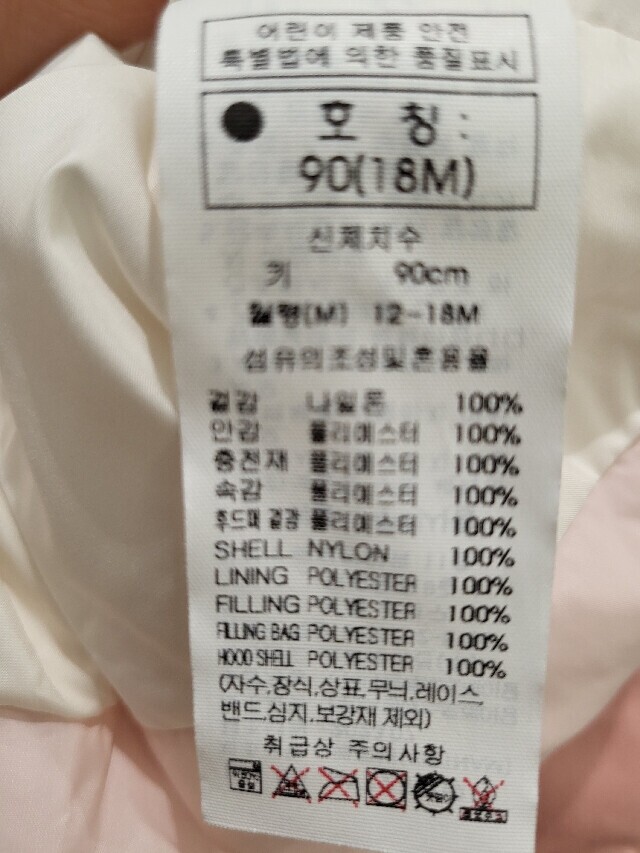 어린이 제품 안전
특별법에 의한 품질표시
호 칭 :
90(18M)
신체치수
키 90cm
월령(M) 12-18M
섬유의조성및혼용율
겉감 나일론 100%
안감 폴리에스터 100%
충전재 폴리에스터 100%
속감 폴리에스터 100%
후드퍼 겉감 폴리에스터 100%
SHELL NYLON 100%
LINING POLYESTER 100%
FILLING POLYESTER 100%
FILLING BAG POLYESTER 100%
HOOD SHELL POLYESTER 100%
(자수,장식,상표,무늬,레이스,
밴드,심지,보강재 제외)
취급상 주의사항